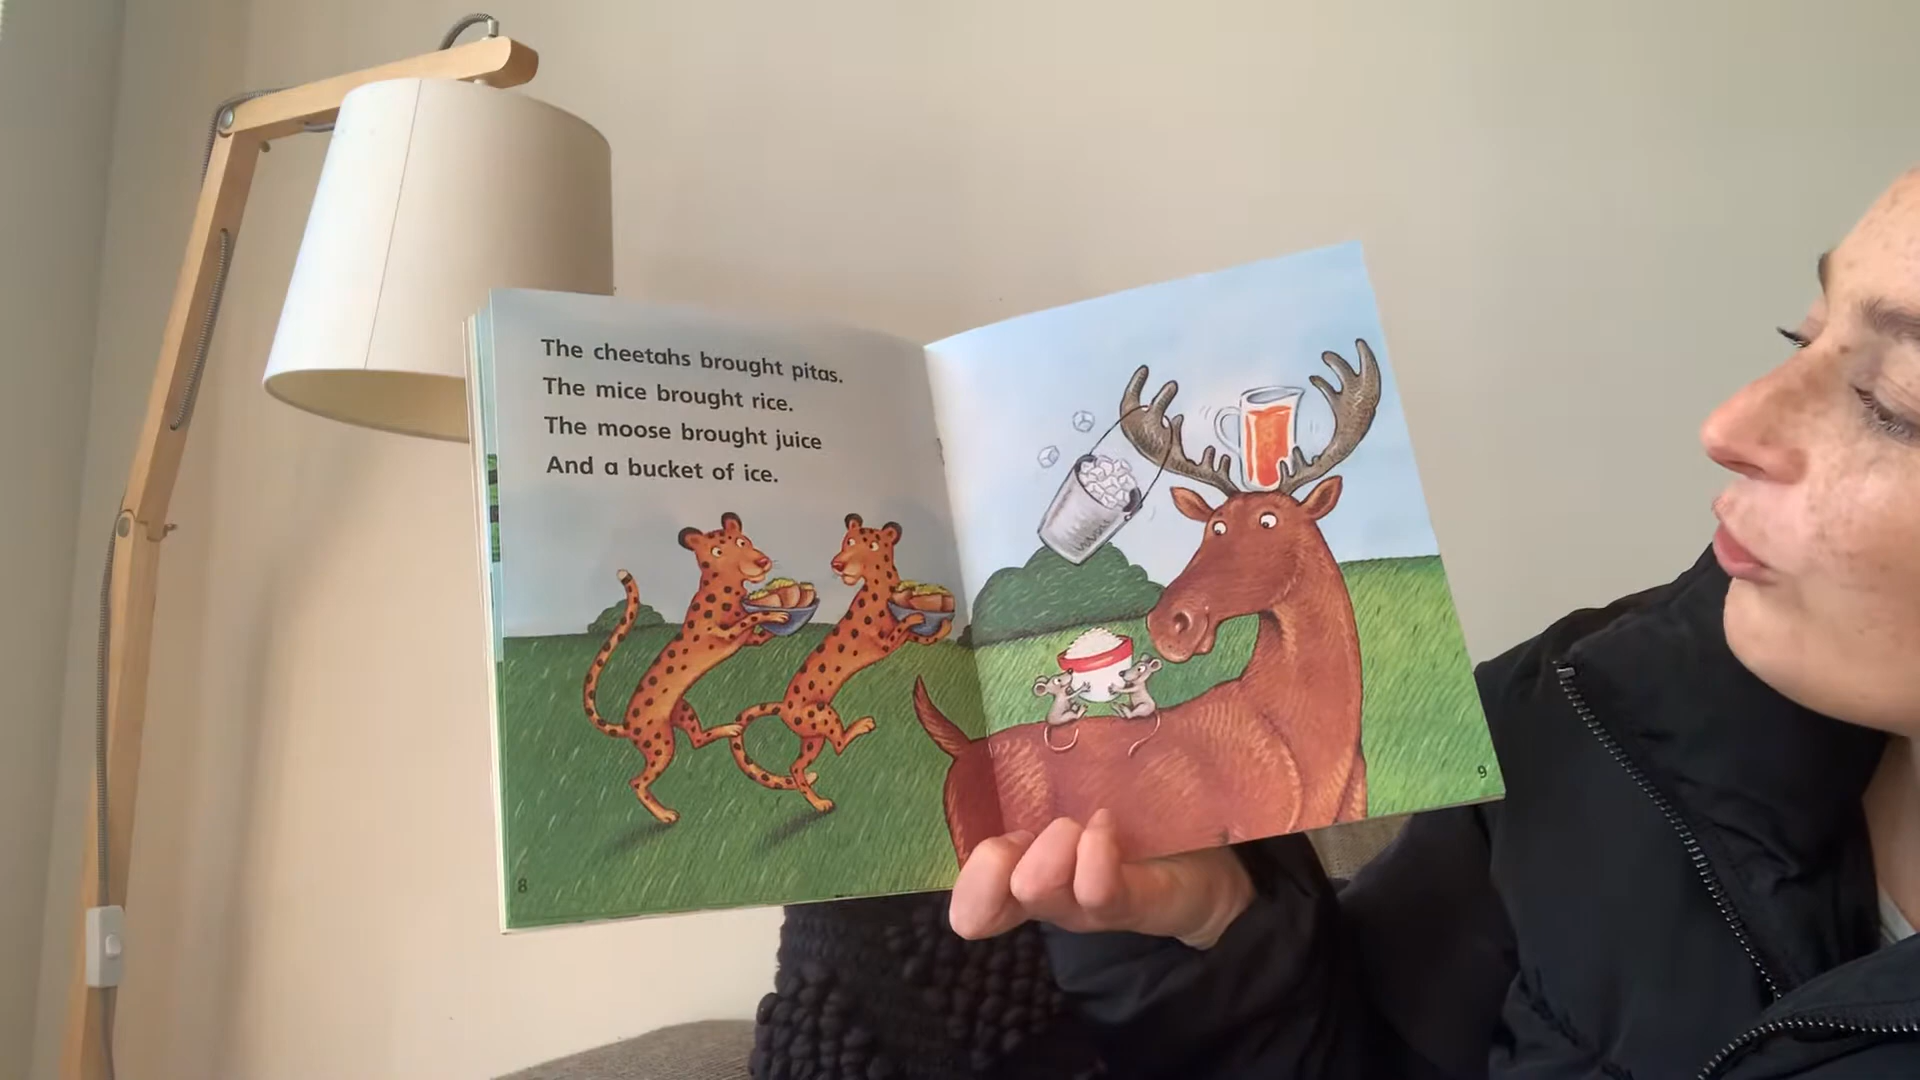 The cheetahs brought pitas.
The mice brought rice.
The moose brought juice
And a bucket of ice.
8
9